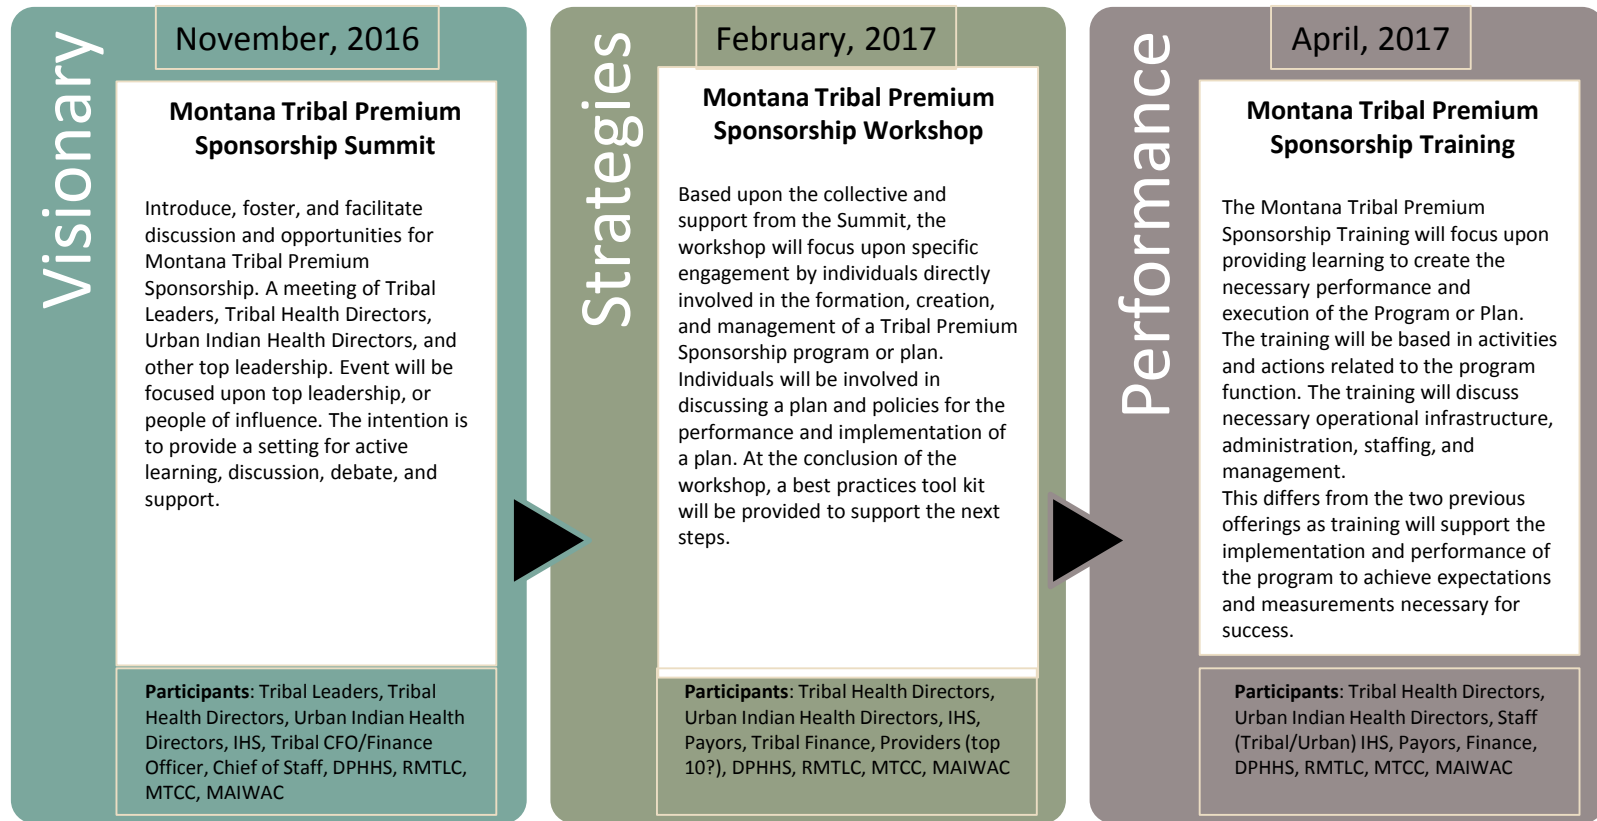 Visionary
November, 2016
Montana Tribal Premium
Sponsorship Summit
Introduce, foster, and facilitate
discussion and opportunities for
Montana Tribal Premium
Sponsorship. A meeting of Tribal
Leaders, Tribal Health Directors,
Urban Indian Health Directors, and
other top leadership. Event will be
focused upon top leadership, or
people of influence. The intention is
to provide a setting for active
learning, discussion, debate, and
support.
Participants: Tribal Leaders, Tribal
Health Directors, Urban Indian Health
Directors, IHS, Tribal CFO/Finance
Officer, Chief of Staff, DPHHS, RMTLC,
MTCC, MAIWAC
Strategies
February, 2017
Montana Tribal Premium
Sponsorship Workshop
Based upon the collective and
support from the Summit, the
workshop will focus upon specific
engagement by individuals directly
involved in the formation, creation,
and management of a Tribal Premium
Sponsorship program or plan.
Individuals will be involved in
discussing a plan and policies for the
performance and implementation of
a plan. At the conclusion of the
workshop, a best practices tool kit
will be provided to support the next
steps.
Participants: Tribal Health Directors,
Urban Indian Health Directors, IHS,
Payors, Tribal Finance, Providers (top
10?), DPHHS, RMTLC, MTCC, MAIWAC
Performance
April, 2017
Montana Tribal Premium
Sponsorship Training
The Montana Tribal Premium
Sponsorship Training will focus upon
providing learning to create the
necessary performance and
execution of the Program or Plan.
The training will be based in activities
and actions related to the program
function. The training will discuss
necessary operational infrastructure,
administration, staffing, and
management.
This differs from the two previous
offerings as training will support the
implementation and performance of
the program to achieve expectations
and measurements necessary for
success.
Participants: Tribal Health Directors,
Urban Indian Health Directors, Staff
(Tribal/Urban) IHS, Payors, Finance,
DPHHS, RMTLC, MTCC, MAIWAC